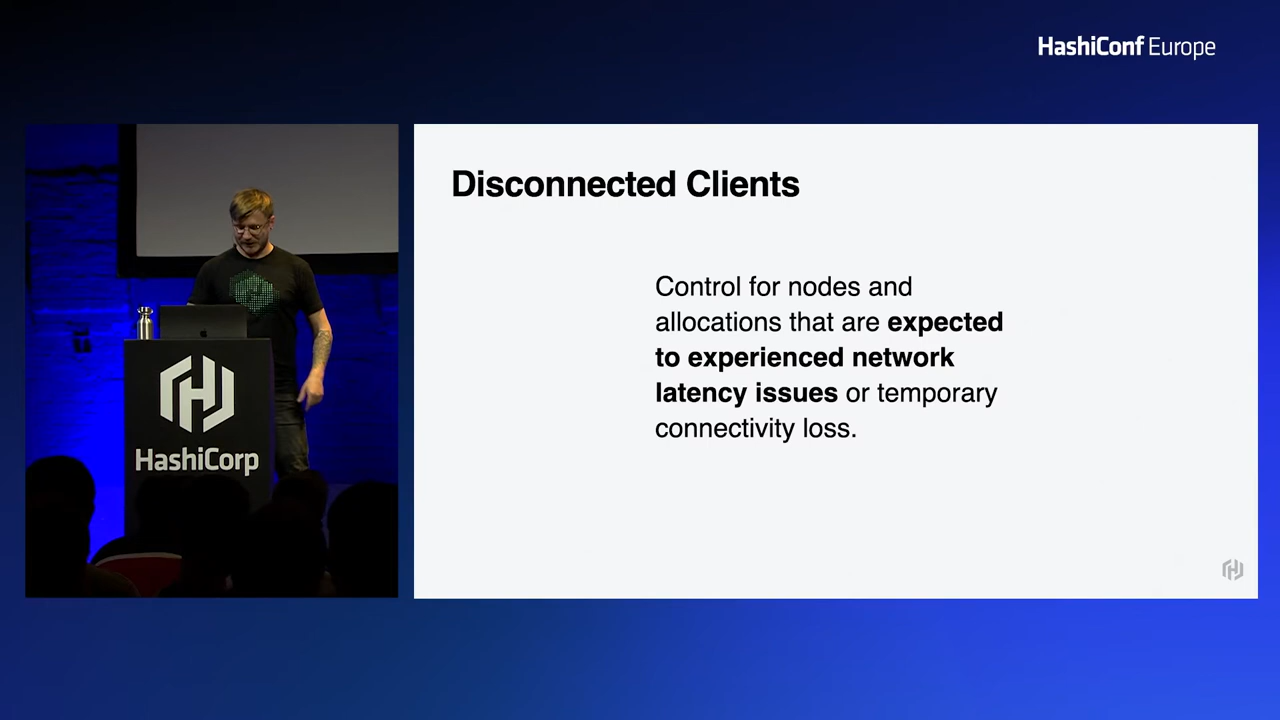 HashiConf Europe
Disconnected Clients
Control for nodes and
allocations that are expected
to experienced network
latency issues or temporary
connectivity loss.
HashiCorp